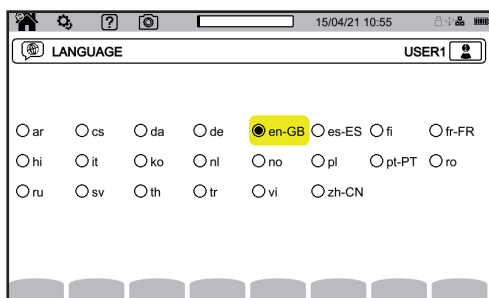 ? 15/04/21 10:55
LANGUAGE USER1
ar cs da de en-GB es-ES fi fr-FR
hi it ko nl no pl pt-PT ro
ru sv th tr vi zh-CN